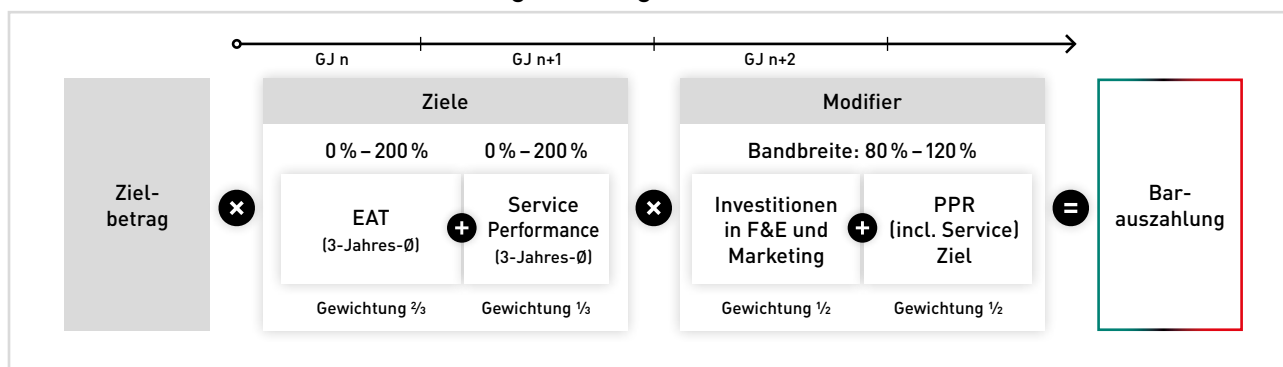 GJ n
GJ n+1
GJ n+2
Ziele
Modifier
0 % – 200 %
0 % – 200 %
Bandbreite: 80 % – 120 %
Ziel-
betrag
×
EAT
(3-Jahres-Ø)
+
Service
Performance
(3-Jahres-Ø)
×
Investitionen
in F&E und
Marketing
+
PPR
(incl. Service)
Ziel
=
Bar-
auszahlung
Gewichtung ⅔
Gewichtung ⅓
Gewichtung ½
Gewichtung ½